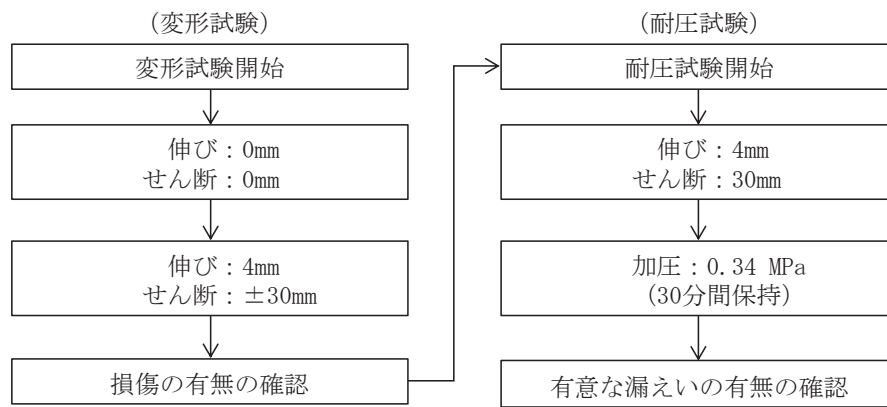 (変形試験)
変形試験開始
伸び：0mm
せん断：0mm
伸び：4mm
せん断：±30mm
損傷の有無の確認
(耐圧試験)
耐圧試験開始
伸び：4mm
せん断：30mm
加圧：0.34 MPa
(30分間保持)
有意な漏えいの有無の確認